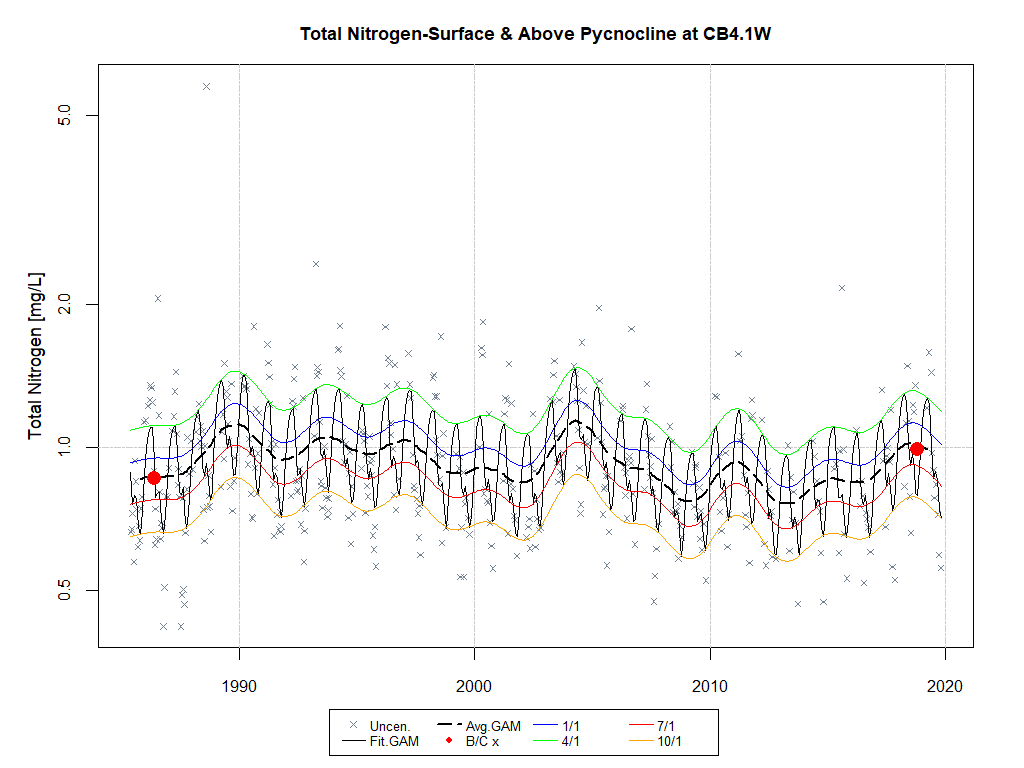 Total Nitrogen-Surface & Above Pycnocline at CB4.1W
Total Nitrogen [mg/L]
5.0
2.0
1.0
0.5
1990 2000 2010 2020
Uncen. Avg.GAM 1/1 7/1
Fit.GAM B/C x 4/1 10/1